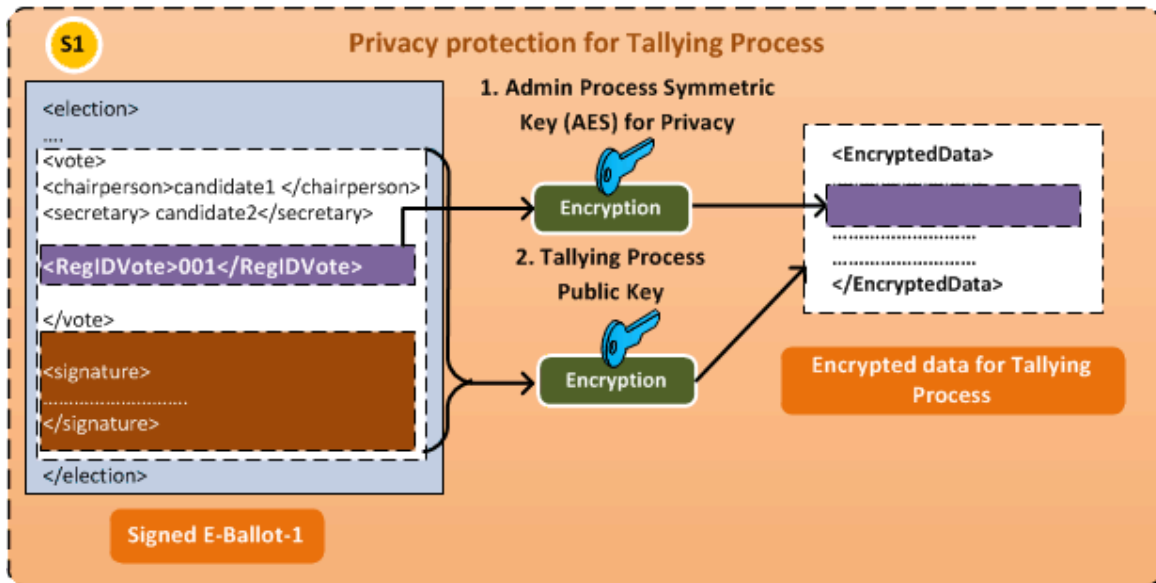 S1
Privacy protection for Tallying Process
<election>
....
<vote>
<chairperson>candidate1 </chairperson>
<secretary> candidate2</secretary>
<RegIDVote>001</RegIDVote>
</vote>
<signature>
..............................
</signature>
</election>
Signed E-Ballot-1
1. Admin Process Symmetric
Key (AES) for Privacy
Encryption
2. Tallying Process
Public Key
Encryption
<EncryptedData>
..............................
..............................
..............................
</EncryptedData>
Encrypted data for Tallying
Process